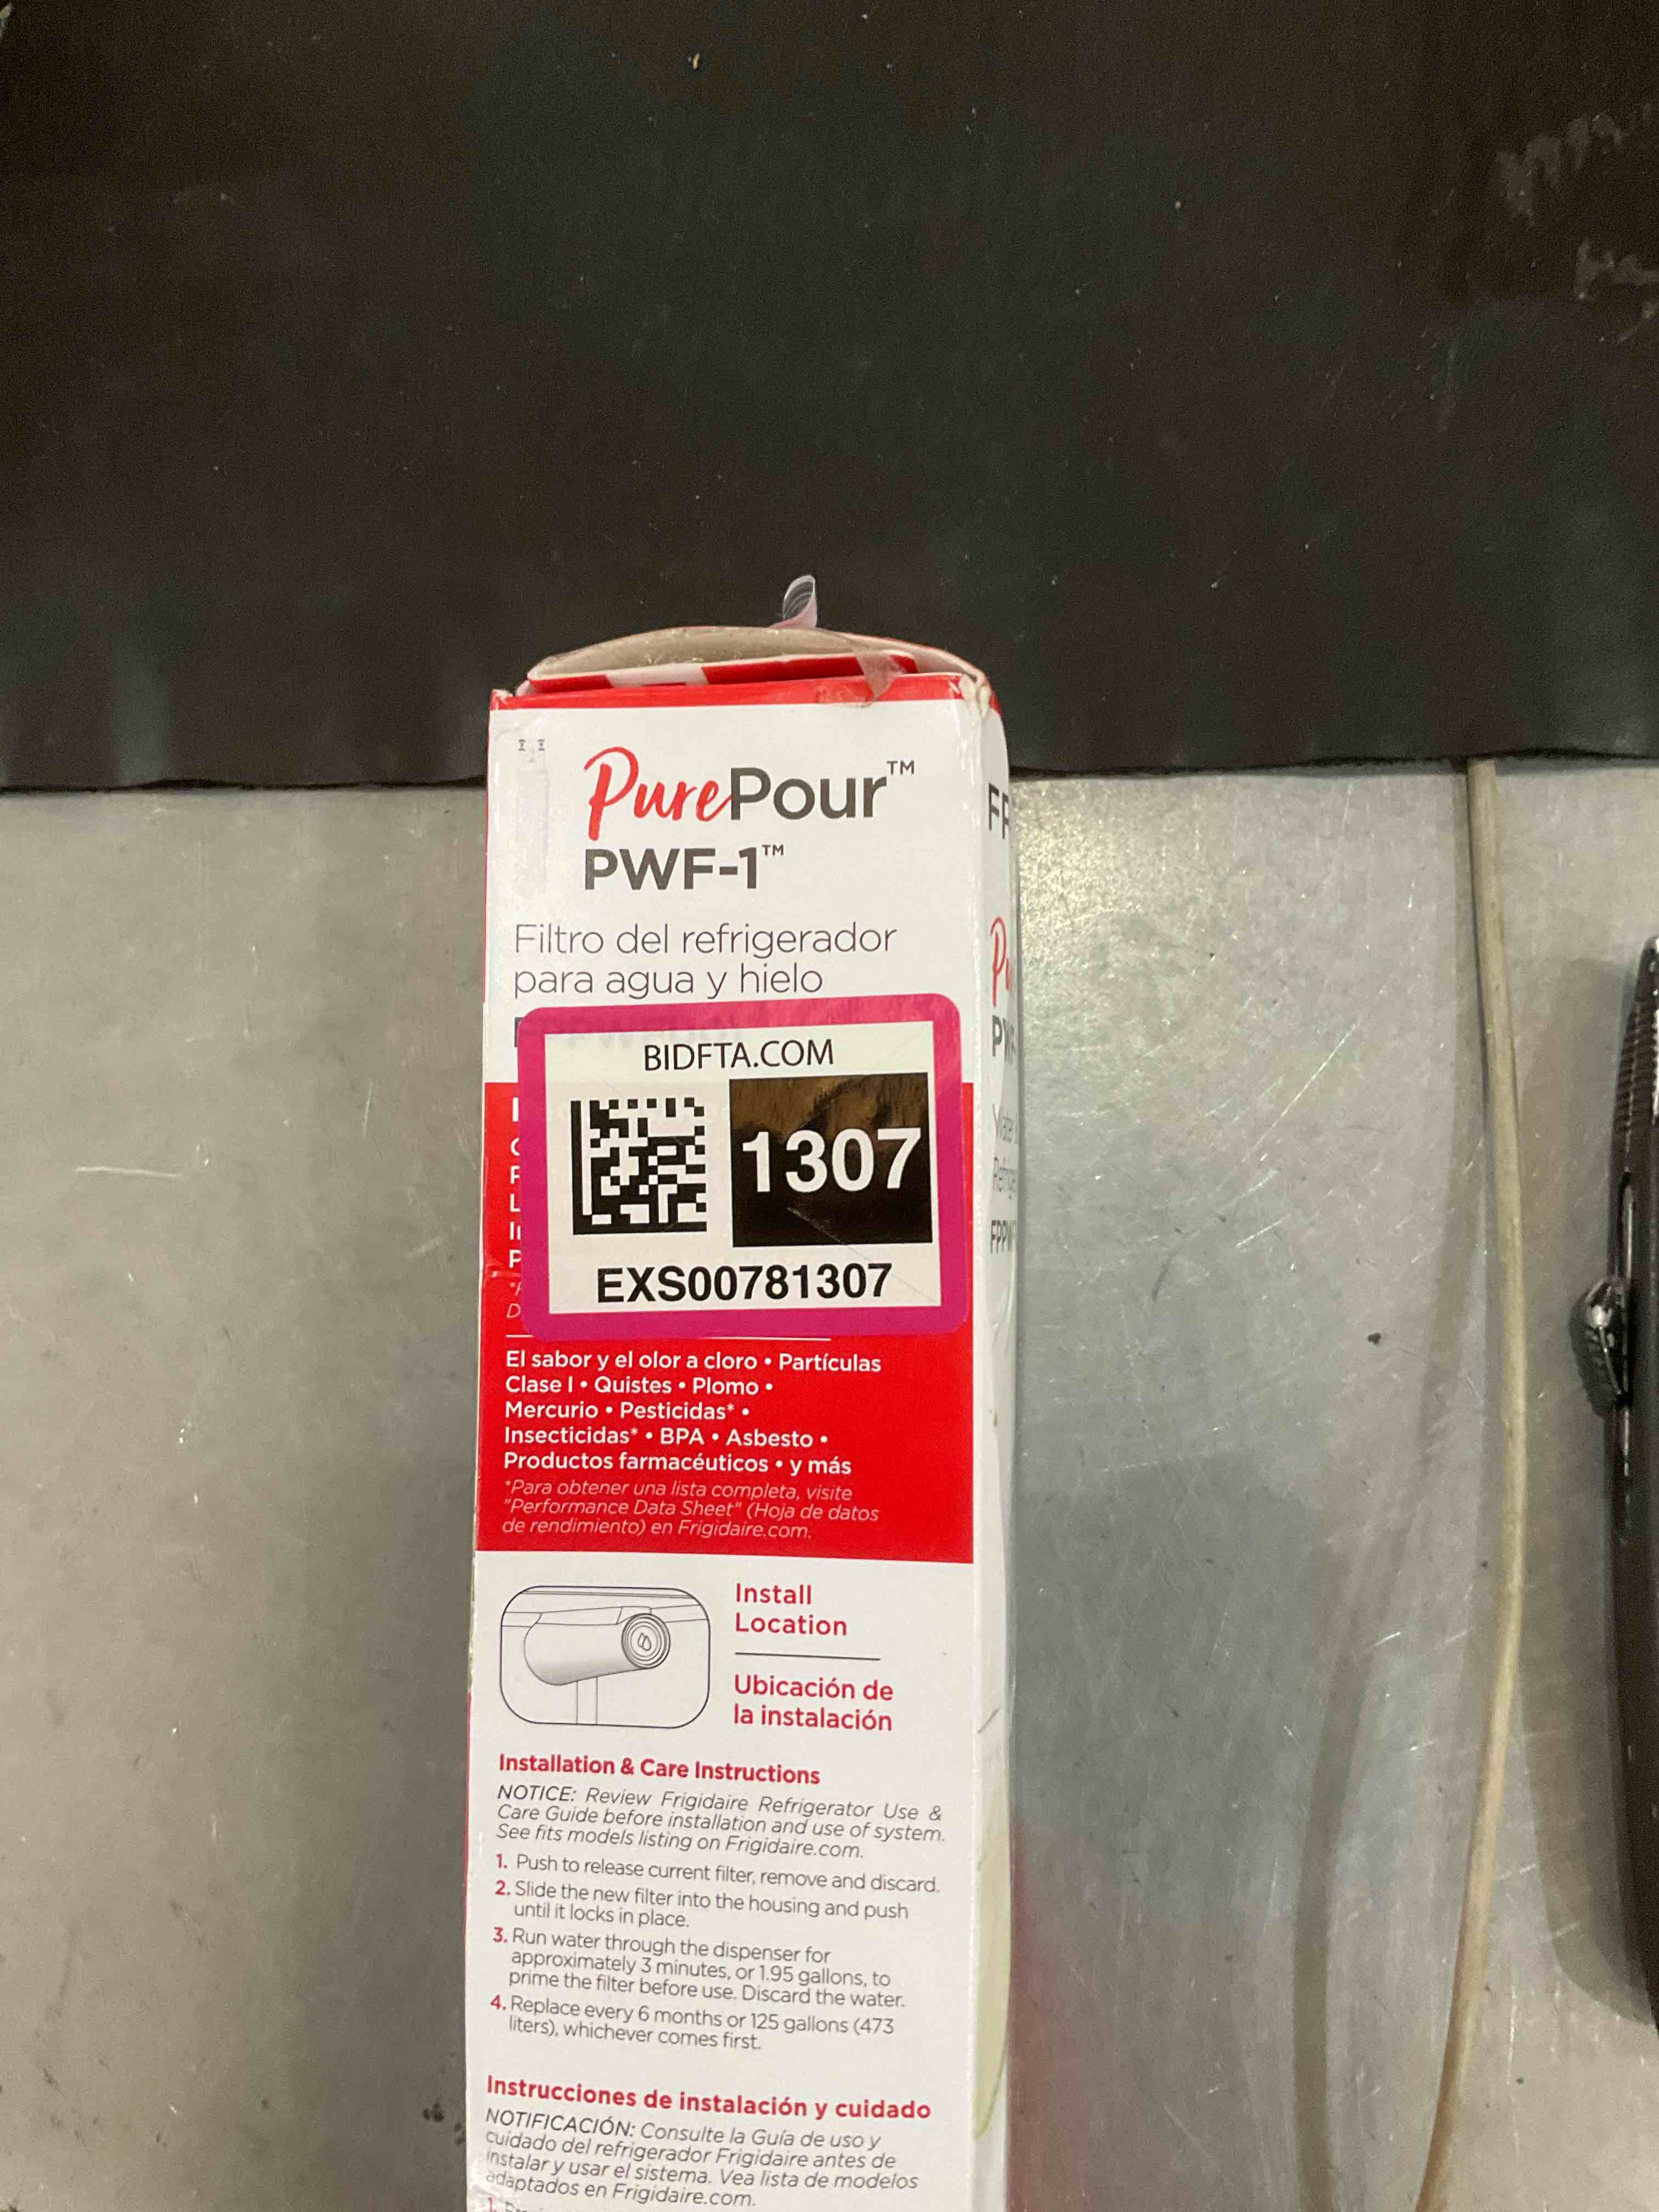 PurePour™
PWF-1™
Filtro del refrigerador
para agua y hielo
BIDFTA.COM
1307
EXS00781307
El sabor y el olor a cloro • Partículas
Clase I • Quistes • Plomo •
Mercurio • Pesticidas* •
Insecticidas* • BPA • Asbesto •
Productos farmacéuticos • y más
*Para obtener una lista completa, visite
"Performance Data Sheet" (Hoja de datos
de rendimiento) en Frigidaire.com.
Install
Location
Ubicación de
la instalación
Installation & Care Instructions
NOTICE: Review Frigidaire Refrigerator Use &
Care Guide before installation and use of system.
See fits models listing on Frigidaire.com.
1. Push to release current filter, remove and discard.
2. Slide the new filter into the housing and push
until it locks in place.
3. Run water through the dispenser for
approximately 3 minutes, or 1.95 gallons, to
prime the filter before use. Discard the water.
4. Replace every 6 months or 125 gallons (473
liters), whichever comes first.
Instrucciones de instalación y cuidado
NOTIFICACIÓN: Consulte la Guía de uso y
cuidado del refrigerador Frigidaire antes de
instalar y usar el sistema. Vea lista de modelos
adaptados en Frigidaire.com.